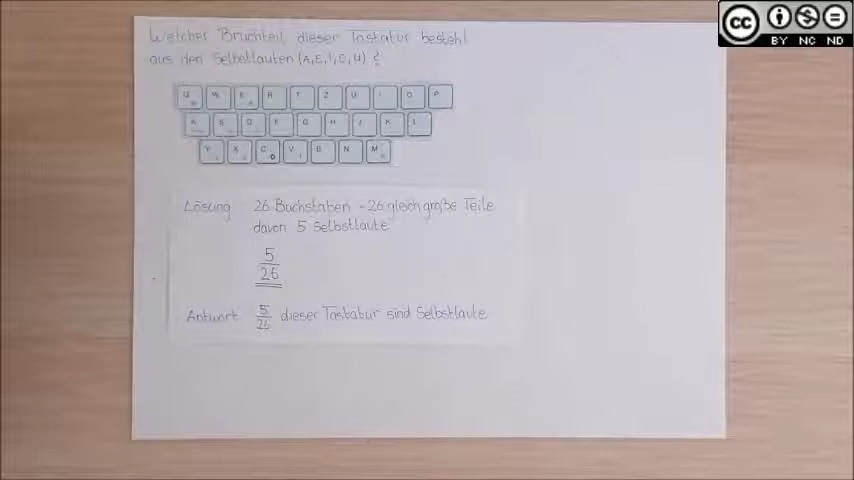 Welcher Bruchteil dieser Tastatur besteht
aus den Selbstlauten (A, E, I, O, U) ?
Q W E R T Z U I O P
A S D F G H J K L
Y X C V B N M
Lösung 26 Buchstaben - 26 gleich große Teile
davon 5 Selbstlaute
5
26
Antwort 5/26 dieser Tastatur sind Selbstlaute
cc
BY NC ND